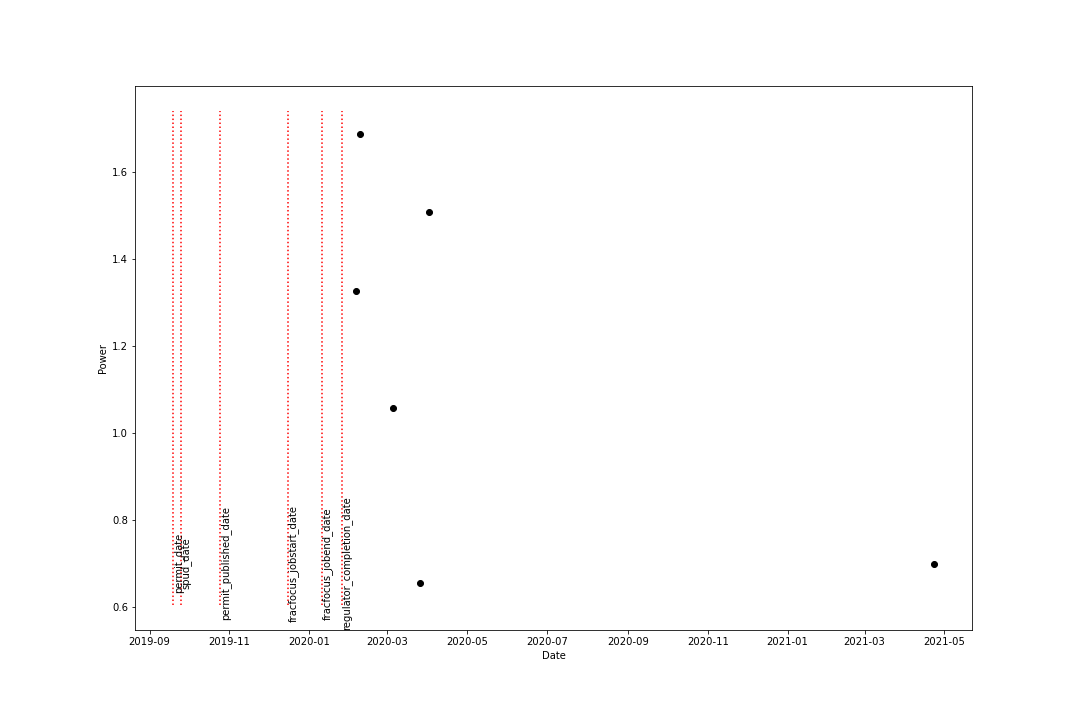 1.6
1.4
1.2
1.0
0.8
0.6
Power
permit_date
spud_date
permit_published_date
fracfocus_jobstart_date
fracfocus_jobend_date
regulator_completion_date
2019-09 2019-11 2020-01 2020-03 2020-05 2020-07 2020-09 2020-11 2021-01 2021-03 2021-05
Date